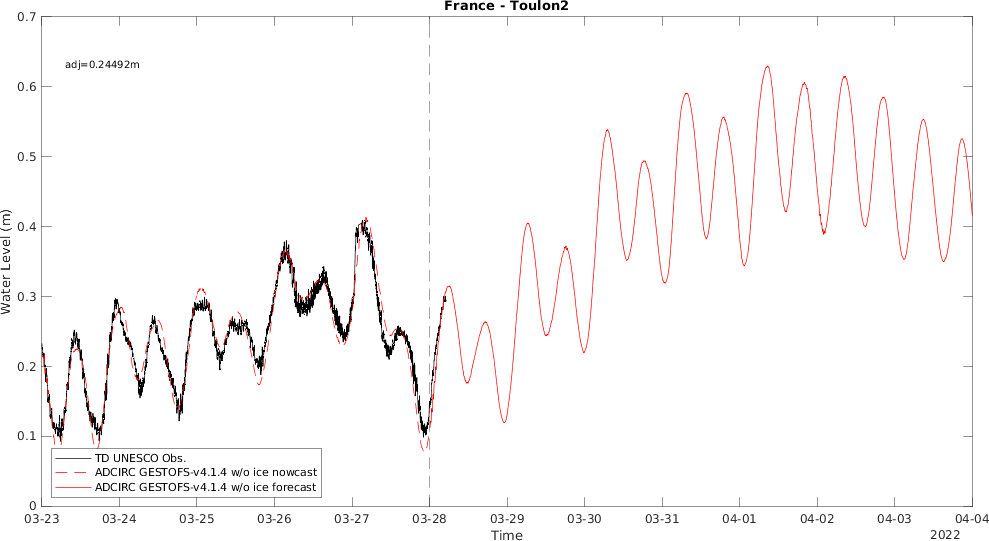 France - Toulon2
0.7
adj=0.24492m
0.6
0.5
0.4
0.3
0.2
0.1
0
Water Level (m)
TD UNESCO Obs.
ADCIRC GESTOFS-v4.1.4 w/o ice nowcast
ADCIRC GESTOFS-v4.1.4 w/o ice forecast
03-23 03-24 03-25 03-26 03-27 03-28 03-29 03-30 03-31 04-01 04-02 04-03 04-04
Time
2022